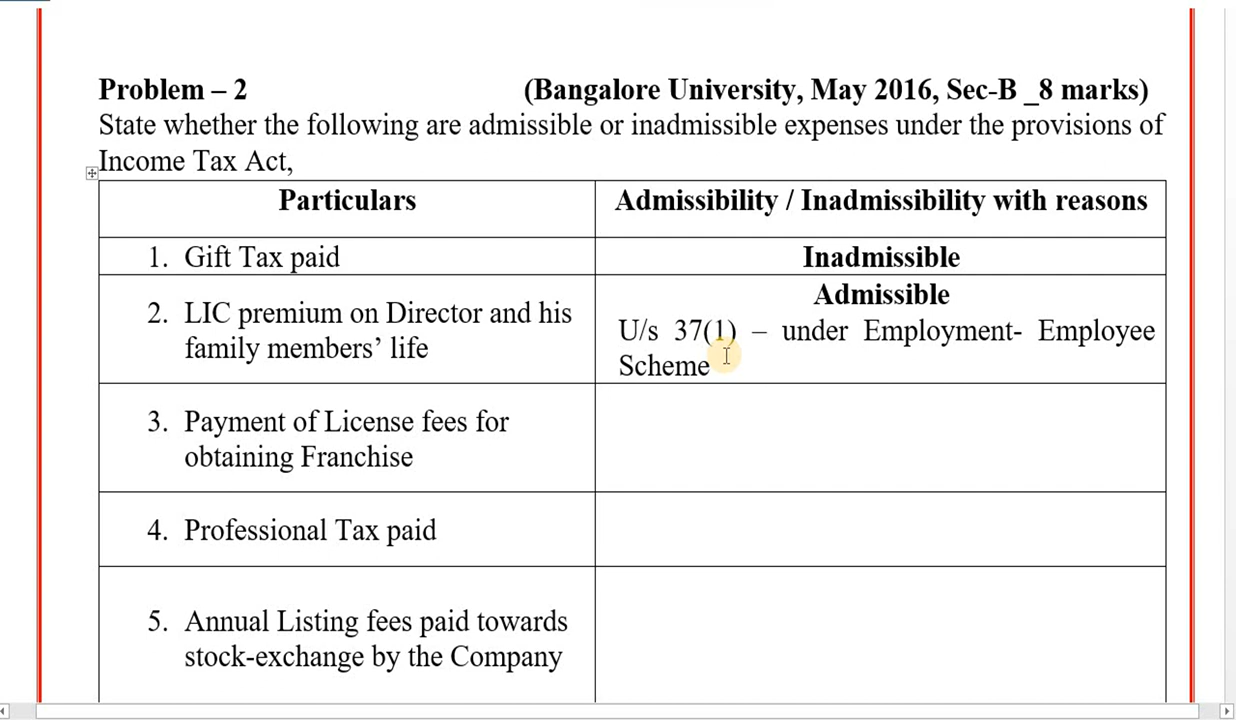 Problem – 2 (Bangalore University, May 2016, Sec-B _8 marks)
State whether the following are admissible or inadmissible expenses under the provisions of
Income Tax Act,
Particulars Admissibility / Inadmissibility with reasons
1. Gift Tax paid Inadmissible
2. LIC premium on Director and his
family members’ life
Admissible
U/s 37(1) – under Employment- Employee
Scheme
3. Payment of License fees for
obtaining Franchise
4. Professional Tax paid
5. Annual Listing fees paid towards
stock-exchange by the Company